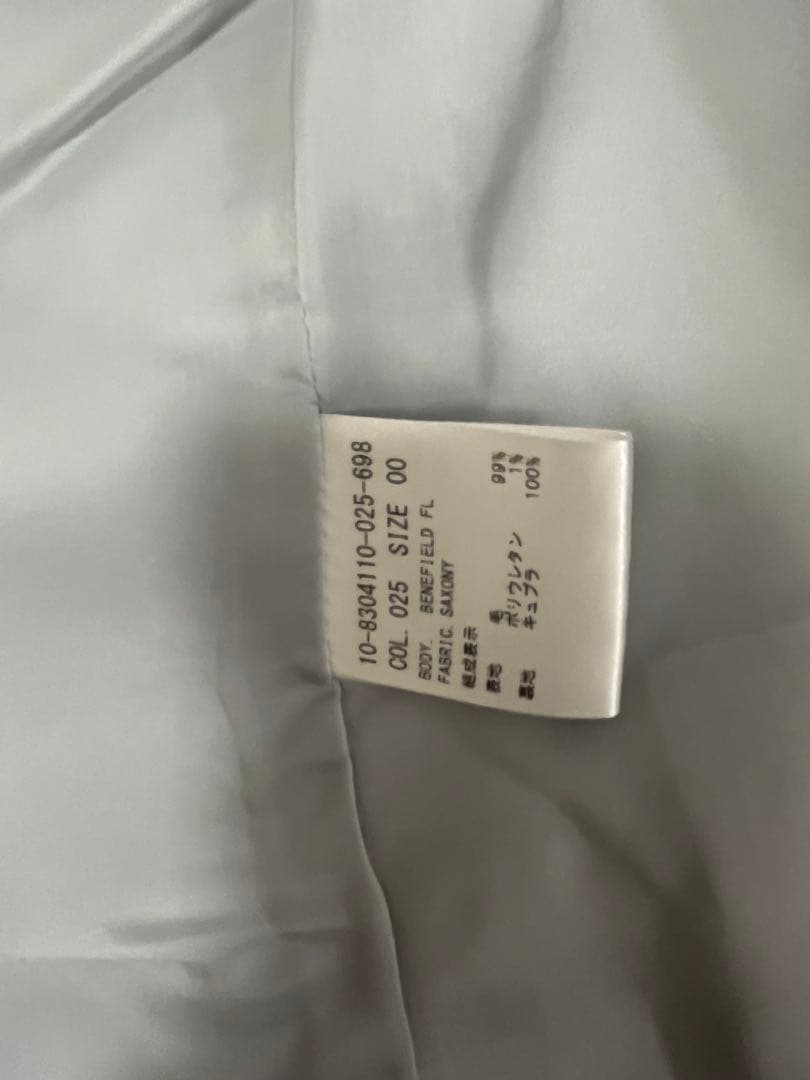 10-8304110-025-698
COL. 025 SIZE 00
BODY. BENEFIELD FL
FABRIC. SAXONY
組成表示
表地 毛 99%
ポリウレタン 1%
裏地 キュプラ 100%